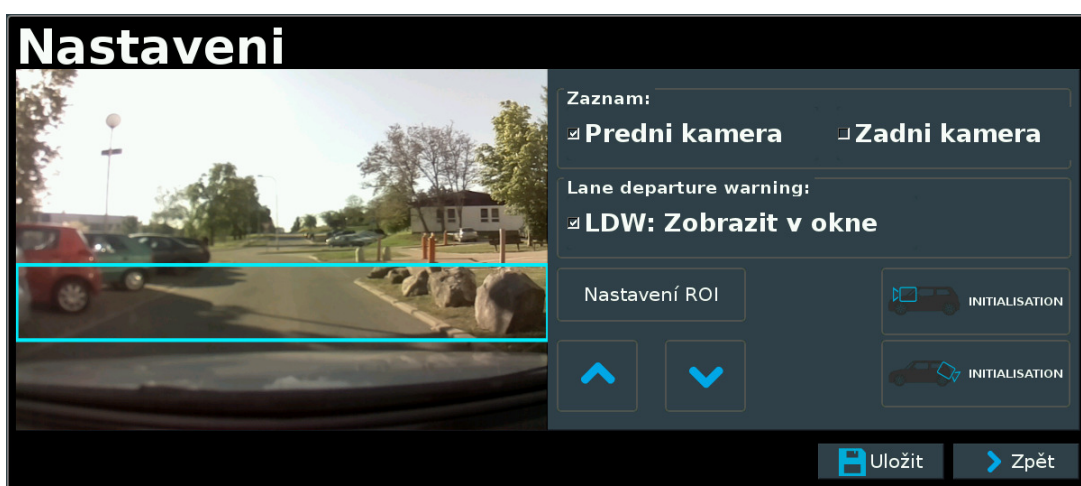 Nastaveni
Zaznam:
Predni kamera
Zadni kamera
Lane departure warning:
LDW: Zobrazit v okne
Nastavení ROI
INITIALISATION
INITIALISATION
Uložit
Zpět